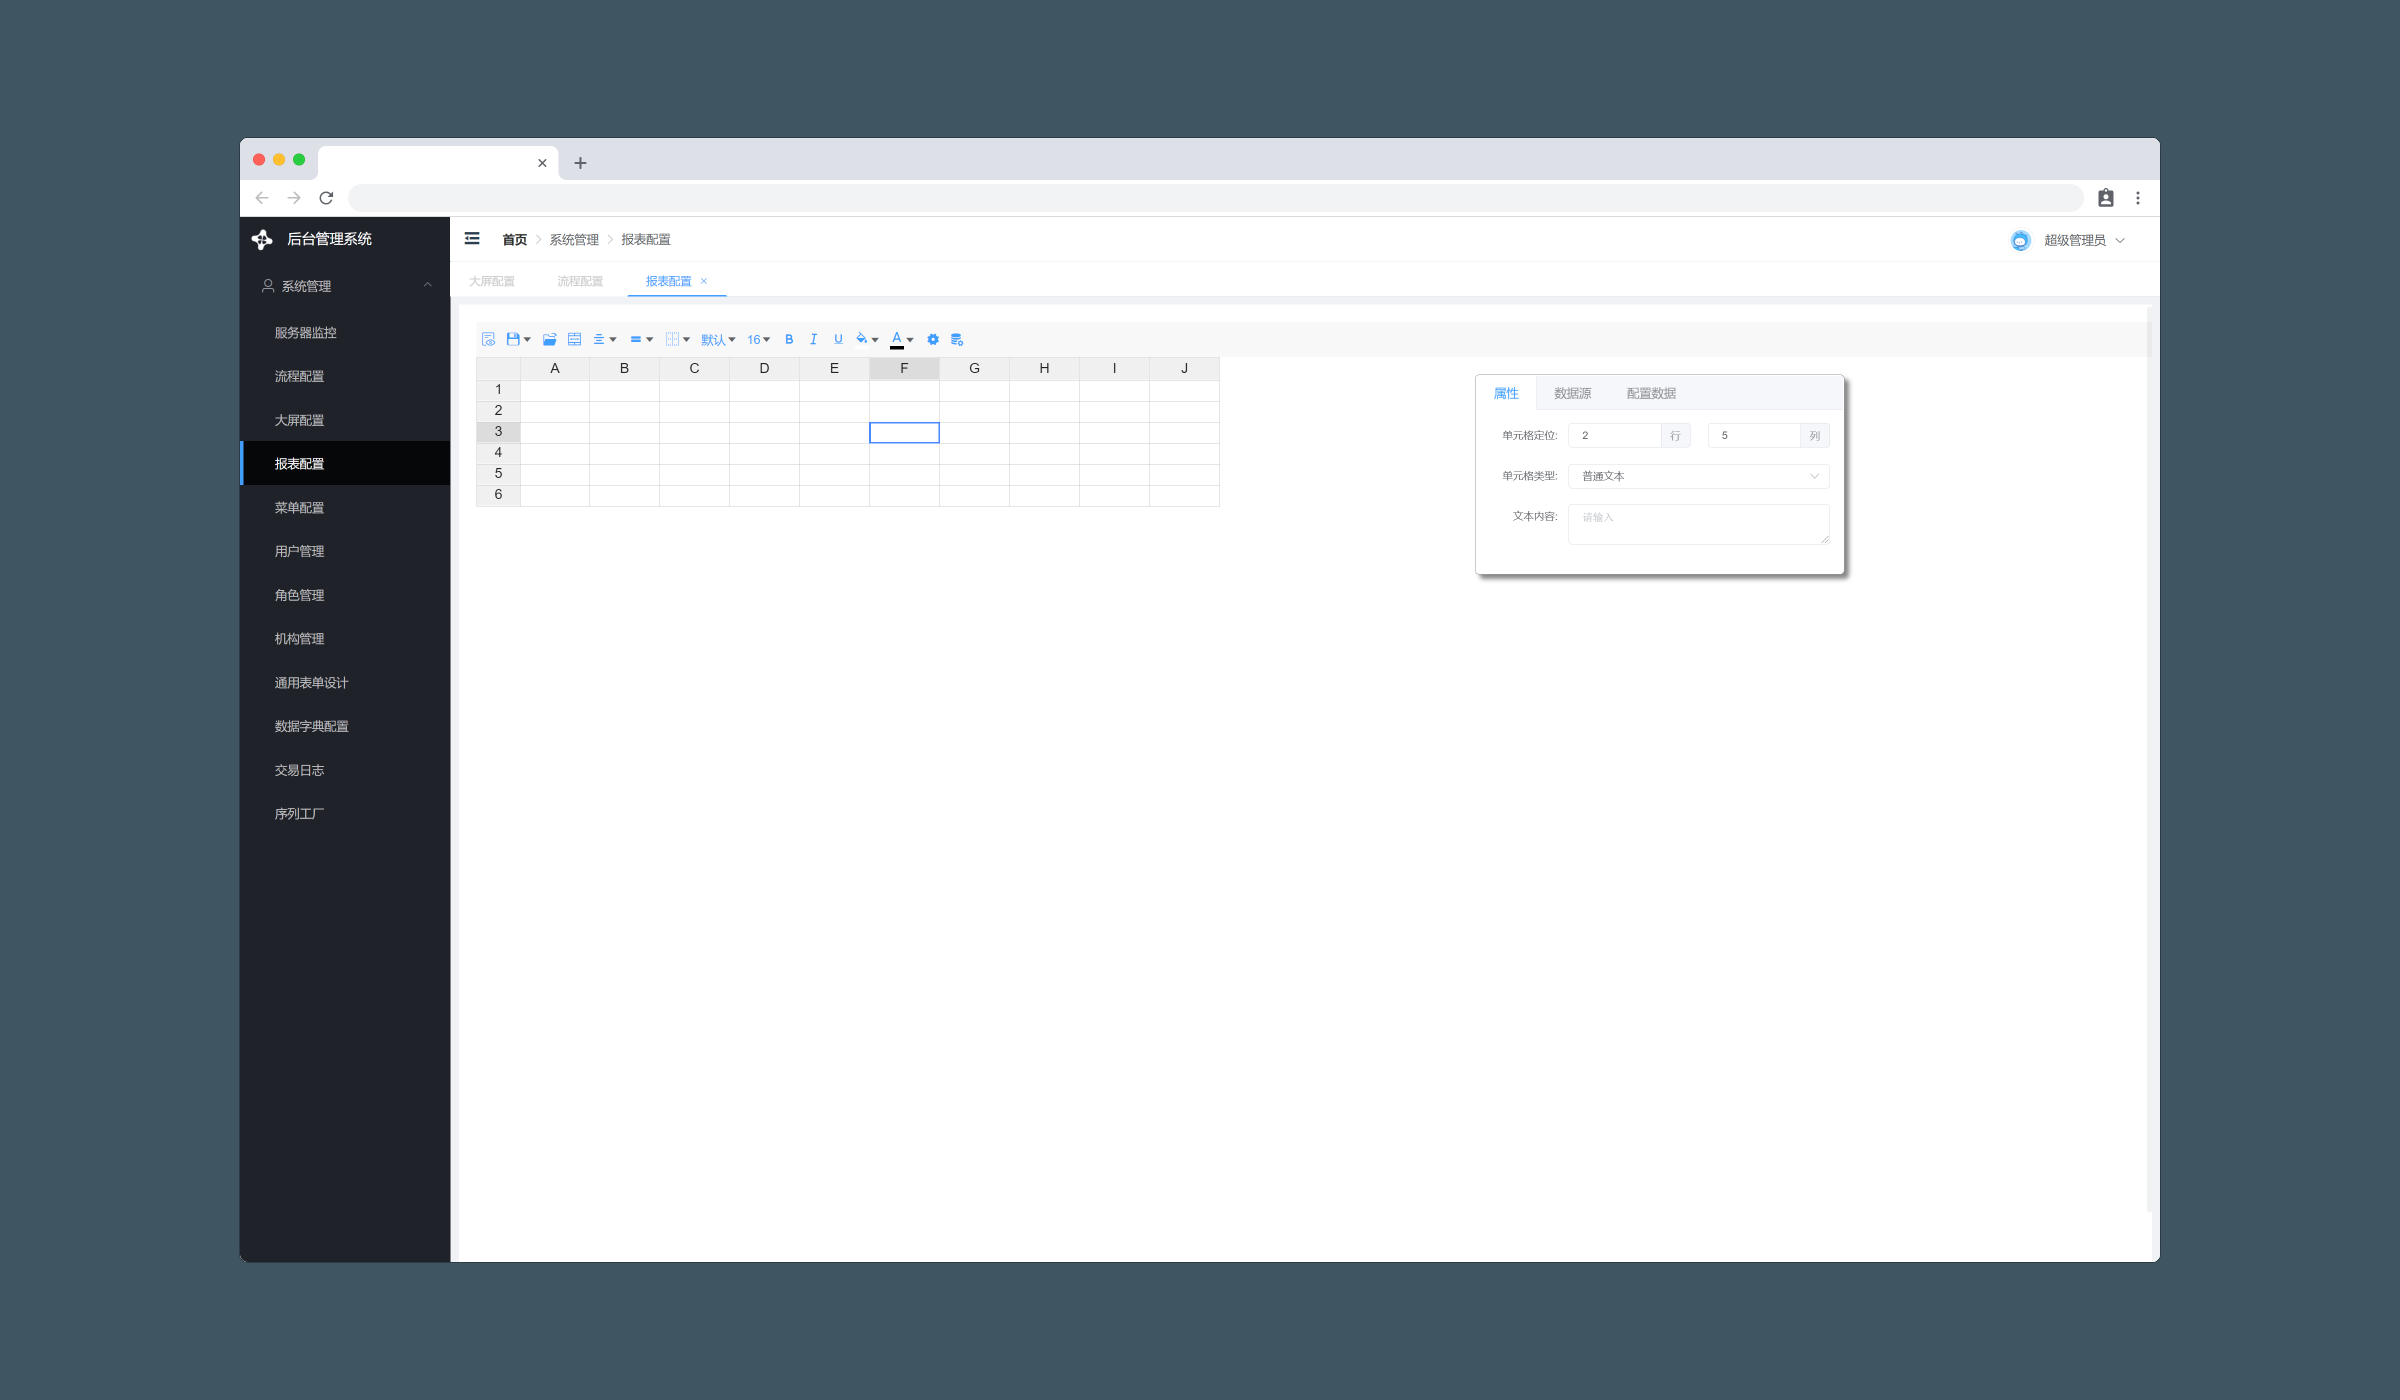 后台管理系统
系统管理
服务器监控
流程配置
大屏配置
报表配置
菜单配置
用户管理
角色管理
机构管理
通用表单设计
数据字典配置
交易日志
序列工厂
首页 系统管理 报表配置
超级管理员
大屏配置 流程配置 报表配置
默认 16 B I U A
A B C D E F G H I J
1
2
3
4
5
6
属性 数据源 配置数据
单元格定位: 2 行 5 列
单元格类型: 普通文本
文本内容: 请输入